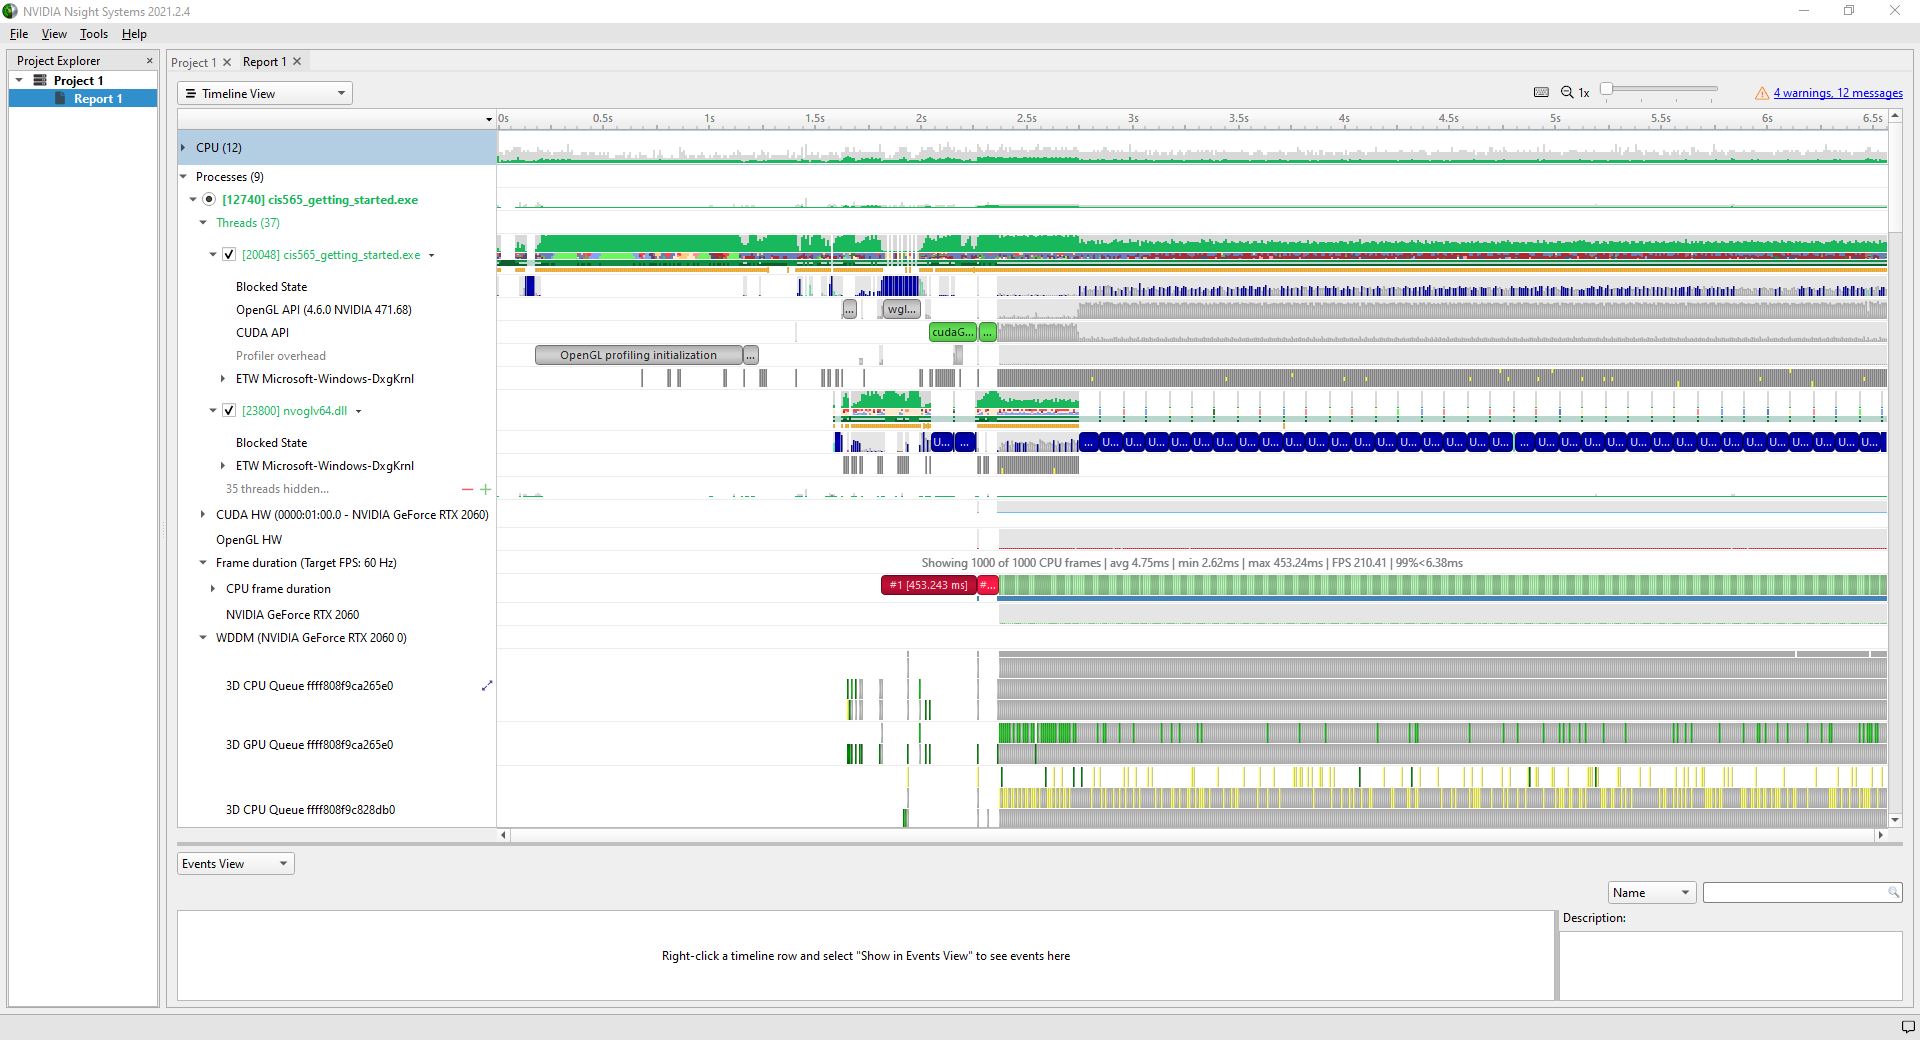 NVIDIA Nsight Systems 2021.2.4
File View Tools Help
Project Explorer
Project 1
Report 1
Project 1 Report 1
Timeline View
1x
4 warnings, 12 messages
0s 0.5s 1s 1.5s 2s 2.5s 3s 3.5s 4s 4.5s 5s 5.5s 6s 6.5s
CPU (12)
Processes (9)
[12740] cis565_getting_started.exe
Threads (37)
[20048] cis565_getting_started.exe
Blocked State
OpenGL API (4.6.0 NVIDIA 471.68)
... wgl...
CUDA API
cudaG... ...
Profiler overhead
OpenGL profiling initialization ...
ETW Microsoft-Windows-DxgKrnl
[23800] nvoglv64.dll
Blocked State
U... ... ... U... U... U... U... U... U... U... U... U... U... U... U... U... U... U... U... U... U... ... U... U... U... U... U... U... U... U... U... U... U... U... U... U... U...
ETW Microsoft-Windows-DxgKrnl
35 threads hidden...
CUDA HW (0000:01:00.0 - NVIDIA GeForce RTX 2060)
OpenGL HW
Frame duration (Target FPS: 60 Hz)
Showing 1000 of 1000 CPU frames | avg 4.75ms | min 2.62ms | max 453.24ms | FPS 210.41 | 99%<6.38ms
CPU frame duration
#1 [453.243 ms] #...
NVIDIA GeForce RTX 2060
WDDM (NVIDIA GeForce RTX 2060 0)
3D CPU Queue ffff808f9ca265e0
3D GPU Queue ffff808f9ca265e0
3D CPU Queue ffff808f9c828db0
Events View
Name
Description:
Right-click a timeline row and select "Show in Events View" to see events here